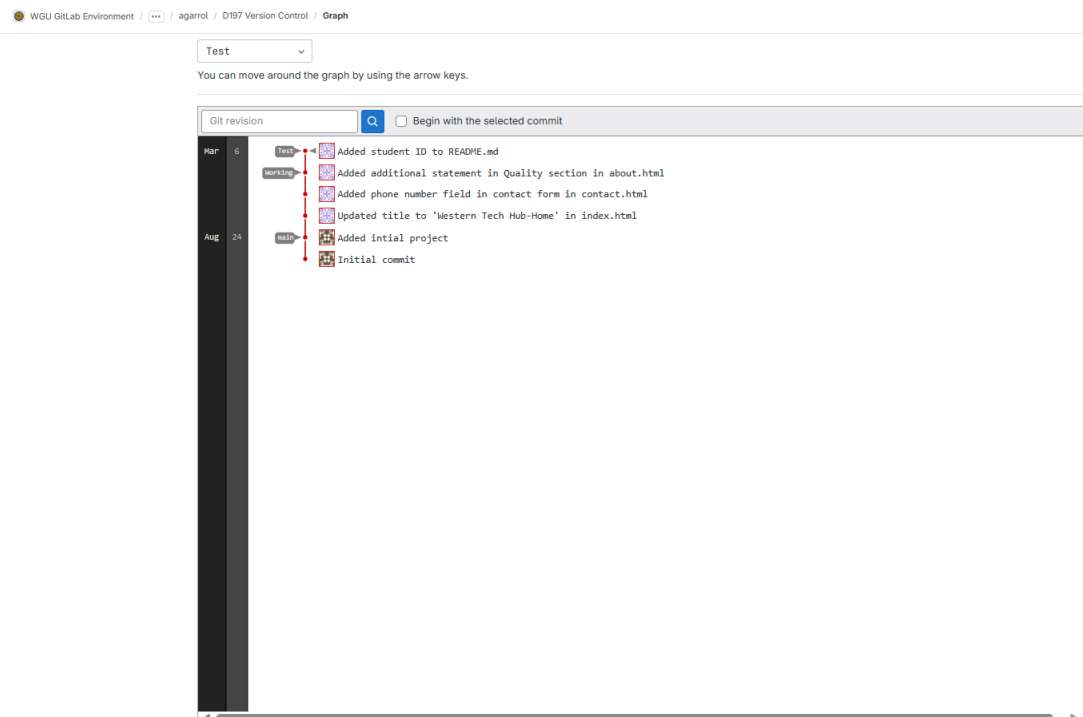 WGU GitLab Environment / ••• / agarrol / D197 Version Control / Graph
Test
You can move around the graph by using the arrow keys.
Git revision Begin with the selected commit
Mar 6 Test Added student ID to README.md
Working Added additional statement in Quality section in about.html
Added phone number field in contact form in contact.html
Updated title to 'Western Tech Hub-Home' in index.html
Aug 24 main Added intial project
Initial commit